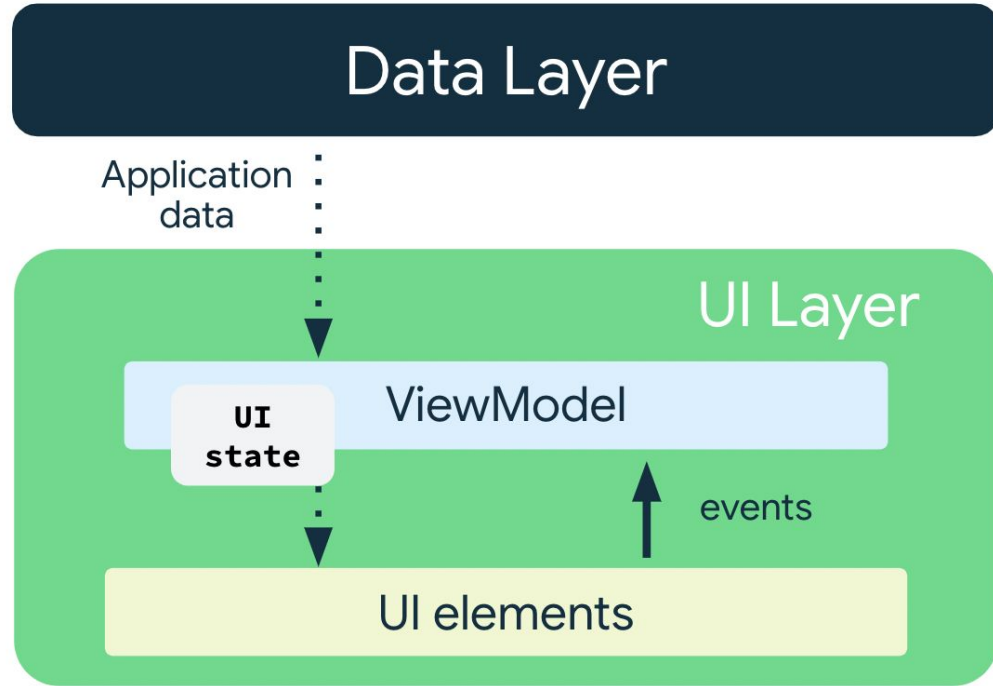 Data Layer
Application
data
UI Layer
ViewModel
UI
state
events
UI elements